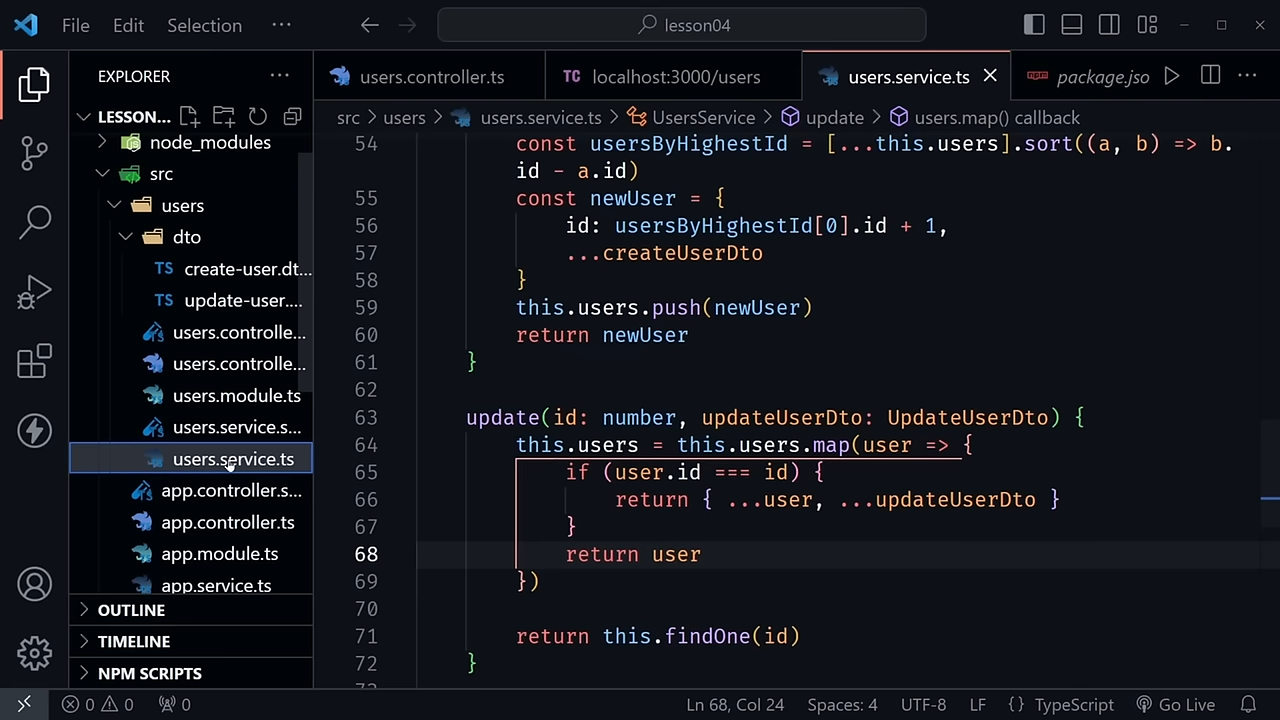 File Edit Selection ··· lesson04
EXPLORER ···
users.controller.ts
TC localhost:3000/users
users.service.ts
package.jso
LESSON...
src > users > users.service.ts > UsersService > update > users.map() callback
node_modules
src
users
dto
TS create-user.dt...
TS update-user....
users.controlle...
users.controlle...
users.module.ts
users.service.s...
users.service.ts
app.controller.s...
app.controller.ts
app.module.ts
app.service.ts
OUTLINE
TIMELINE
NPM SCRIPTS
54 const usersByHighestId = [...this.users].sort((a, b) => b.
id - a.id)
55 const newUser = {
56 id: usersByHighestId[0].id + 1,
57 ...createUserDto
58 }
59 this.users.push(newUser)
60 return newUser
61 }
62
63 update(id: number, updateUserDto: UpdateUserDto) {
64 this.users = this.users.map(user => {
65 if (user.id === id) {
66 return { ...user, ...updateUserDto }
67 }
68 return user
69 })
70
71 return this.findOne(id)
72 }
0 0 0 Ln 68, Col 24 Spaces: 4 UTF-8 LF {} TypeScript Go Live